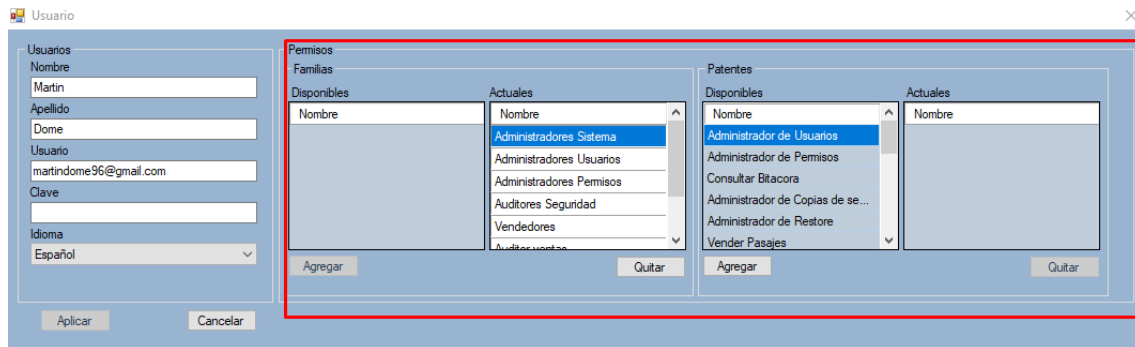 Usuario
Usuarios
Nombre
Martin
Apellido
Dome
Usuario
martindome96@gmail.com
Clave
Idioma
Español
Aplicar
Cancelar
Permisos
Familias
Disponibles
Nombre
Agregar
Actuales
Nombre
Administradores Sistema
Administradores Usuarios
Administradores Permisos
Auditores Seguridad
Vendedores
Auditor ventas
Quitar
Patentes
Disponibles
Nombre
Administrador de Usuarios
Administrador de Permisos
Consultar Bitacora
Administrador de Copias de se...
Administrador de Restore
Vender Pasajes
Agregar
Actuales
Nombre
Quitar